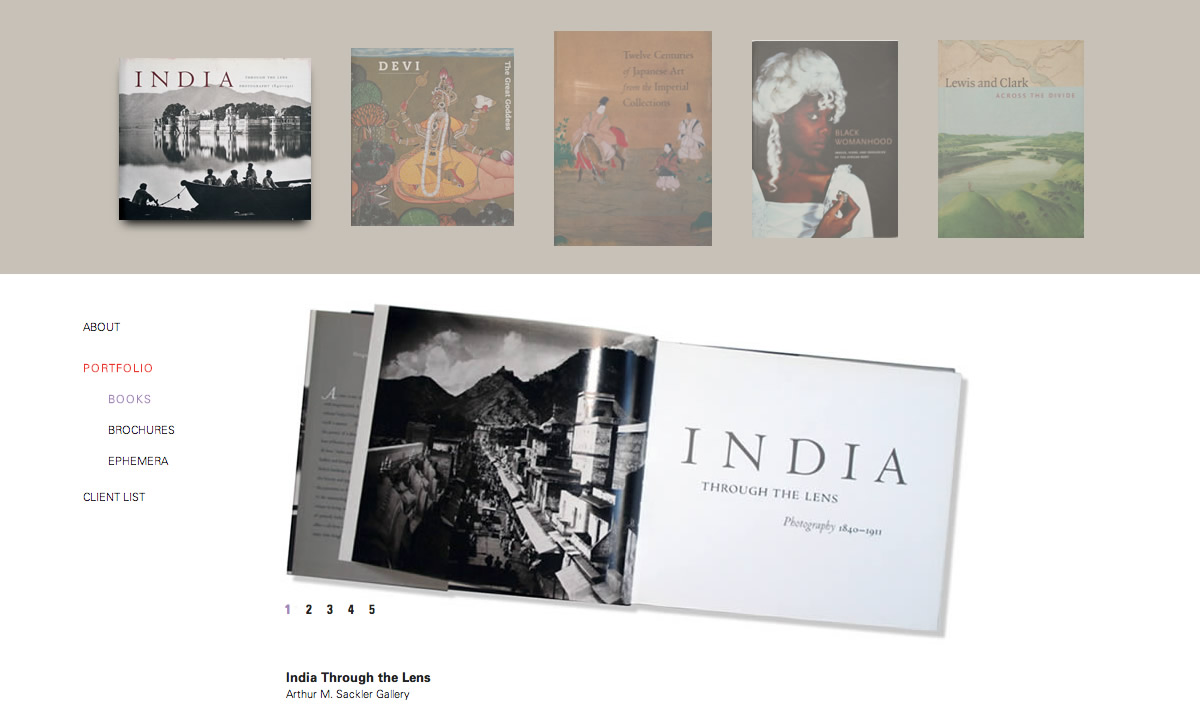 INDIA
THROUGH THE LENS
PHOTOGRAPHY 1840–1911
DEVI
The Great Goddess
Twelve Centuries
of Japanese Art
from the Imperial
Collections
BLACK
WOMANHOOD
Lewis and Clark
ACROSS THE DIVIDE
ABOUT
PORTFOLIO
BOOKS
BROCHURES
EPHEMERA
CLIENT LIST
INDIA
THROUGH THE LENS
Photography 1840–1911
1 2 3 4 5
India Through the Lens
Arthur M. Sackler Gallery